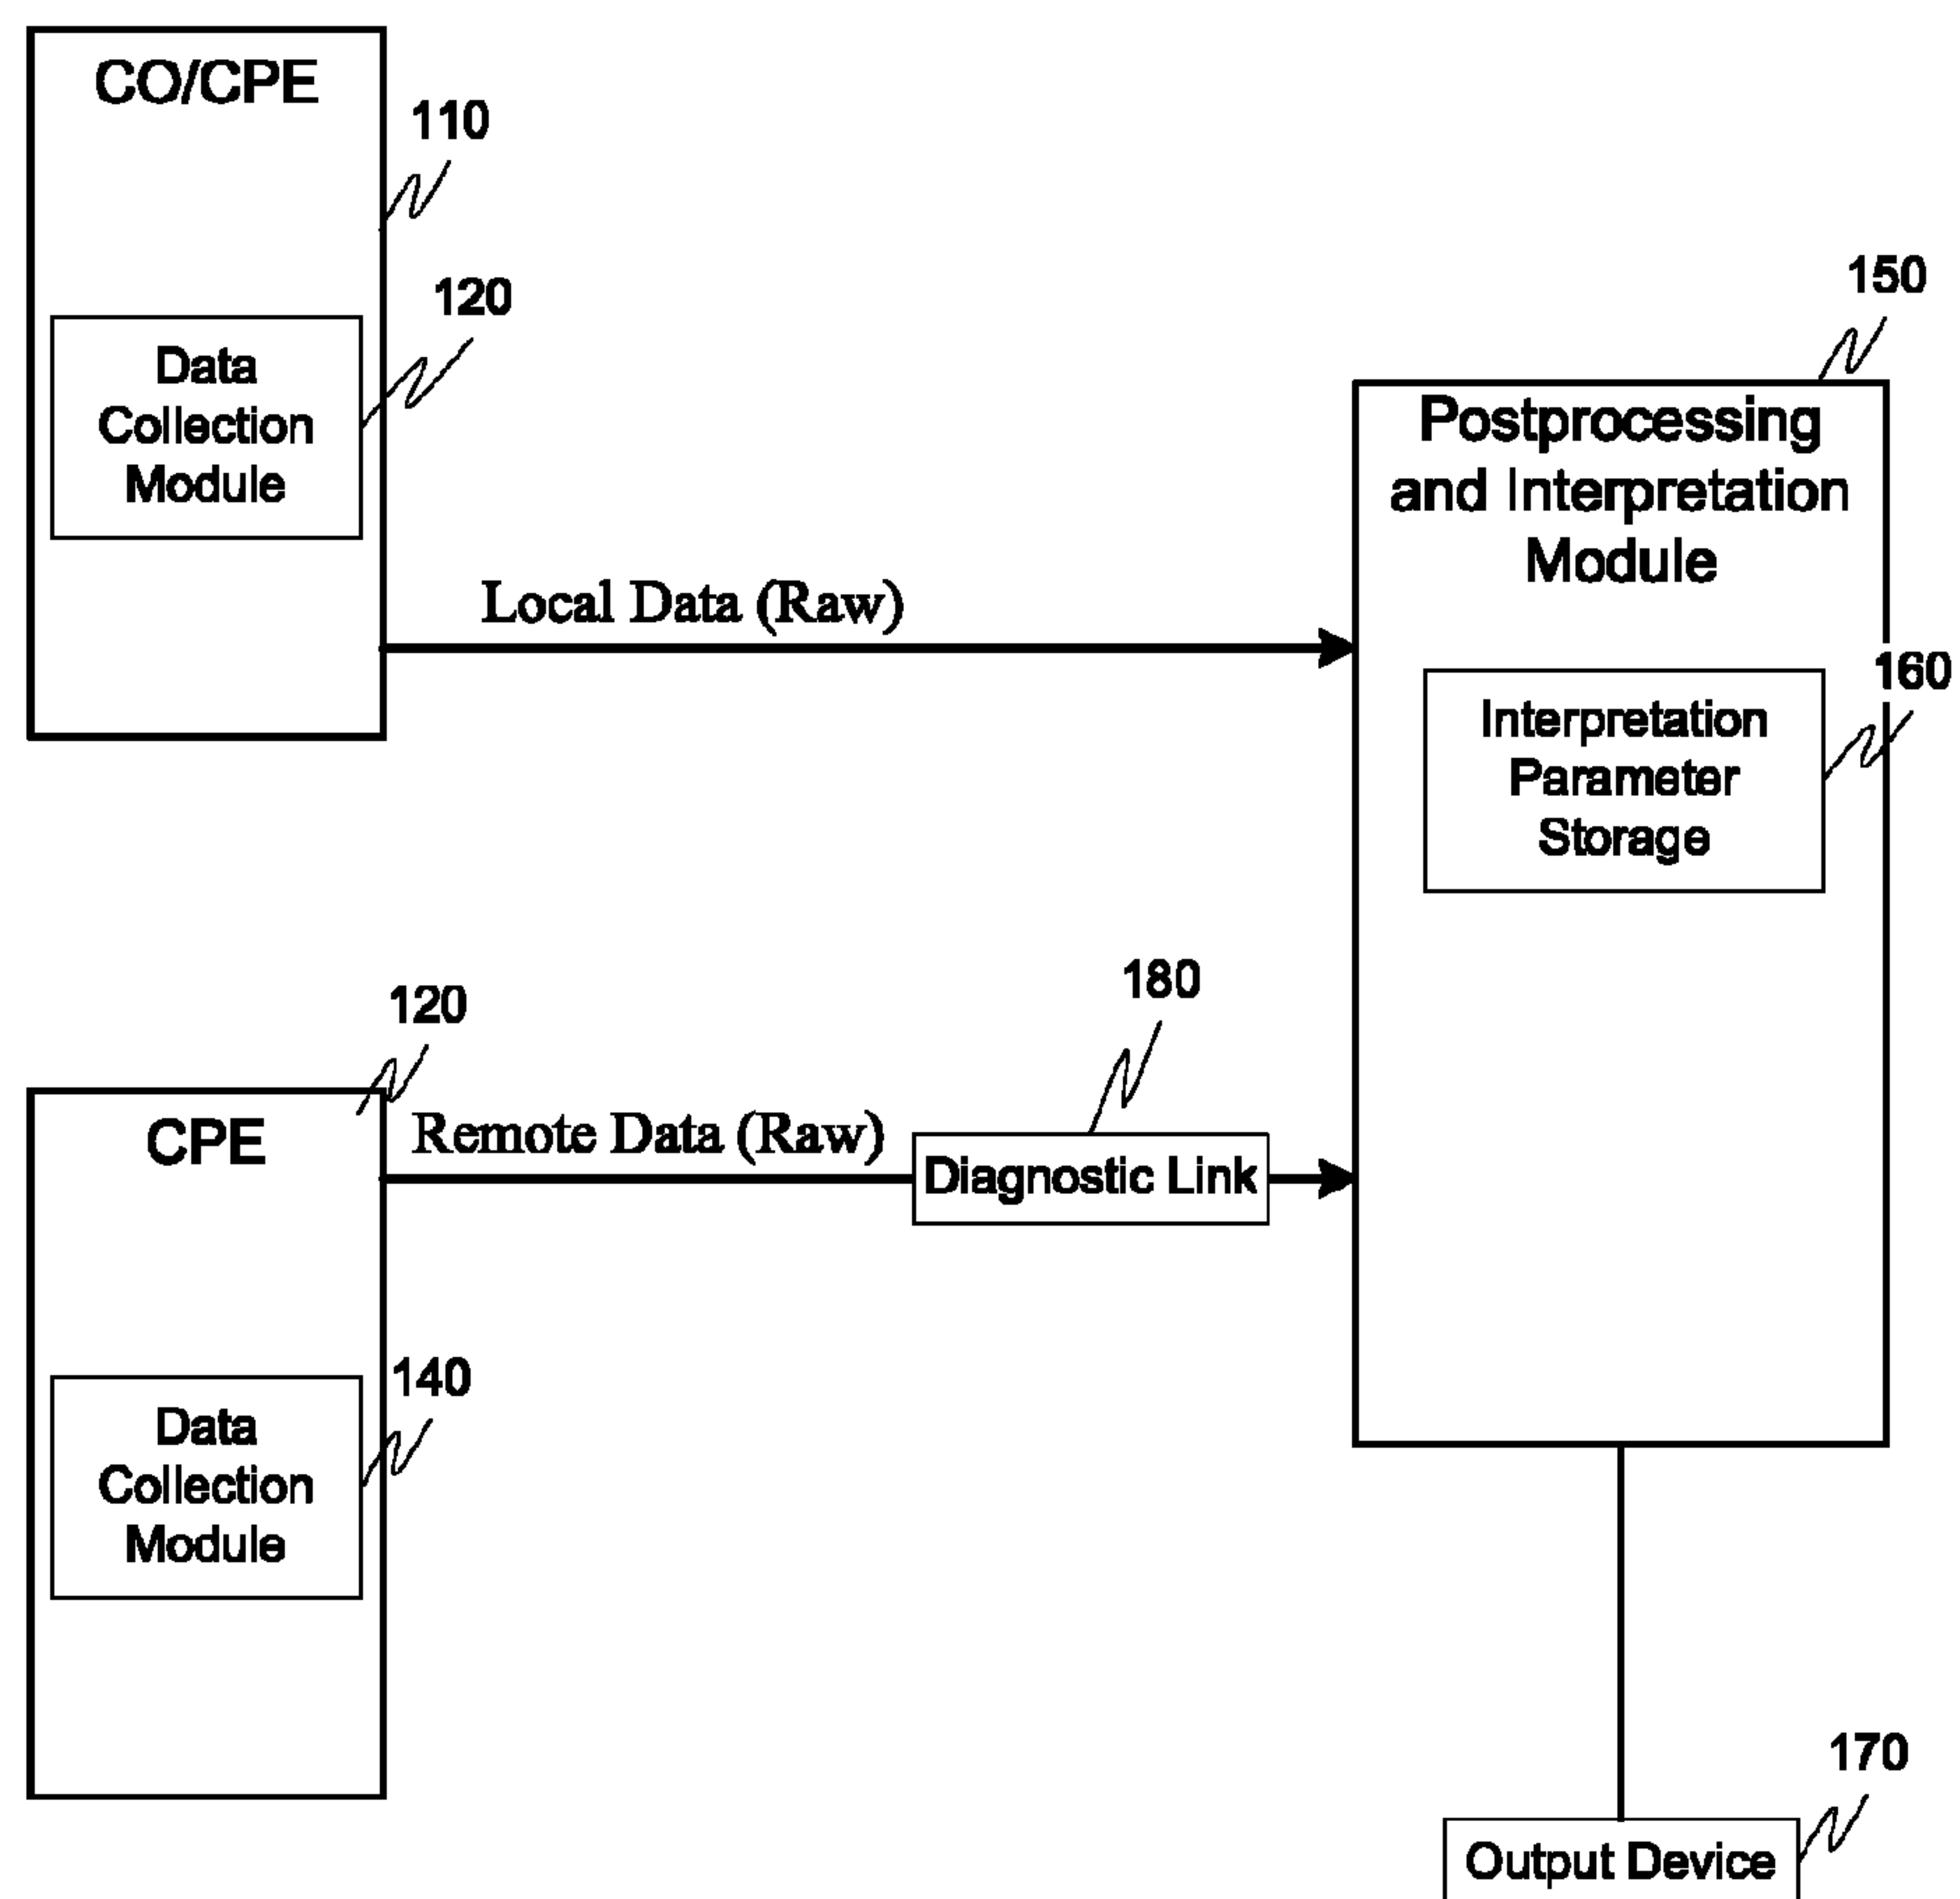 CO/CPE
110
120
Data
Collection
Module
Local Data (Raw)
150
Postprocessing
and Interpretation
Module
160
Interpretation
Parameter
Storage
120
CPE
Remote Data (Raw)
180
Diagnostic Link
140
Data
Collection
Module
170
Output Device